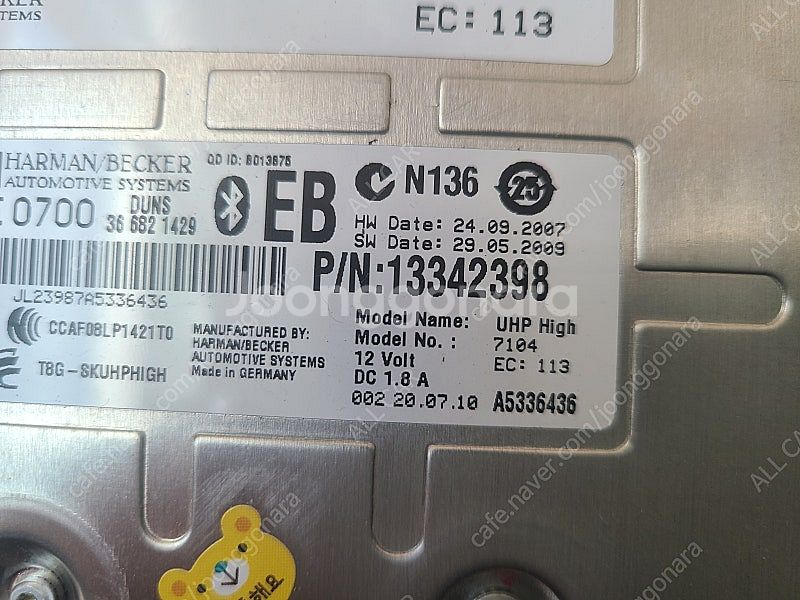 EC: 113
HARMAN/BECKER
AUTOMOTIVE SYSTEMS
QD ID: B013875
0700
DUNS
36 682 1429
EB
N136
25
HW Date: 24.09.2007
SW Date: 29.05.2009
P/N:13342398
JL23987A5336436
CCAF08LP1421T0
T8G-SKUHPHIGH
MANUFACTURED BY:
HARMAN/BECKER
AUTOMOTIVE SYSTEMS
Made in GERMANY
Model Name: UHP High
Model No.: 7104
12 Volt EC: 113
DC 1.8 A
002 20.07.10 A5336436
Joonggonara
cafe.naver.com/joonggonara